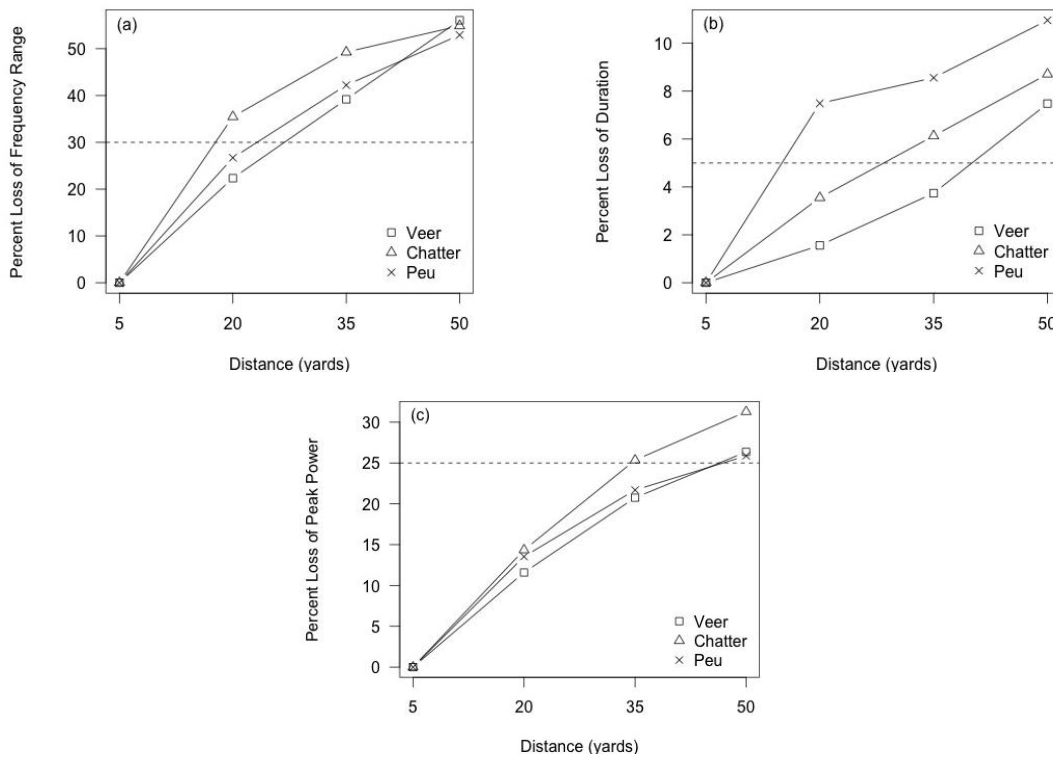 (a)
Percent Loss of Frequency Range
50
40
30
20
10
0
Veer
Chatter
Peu
5 20 35 50
Distance (yards)
(b)
Percent Loss of Duration
10
8
6
4
2
0
Veer
Chatter
Peu
5 20 35 50
Distance (yards)
(c)
Percent Loss of Peak Power
30
25
20
15
10
5
0
Veer
Chatter
Peu
5 20 35 50
Distance (yards)